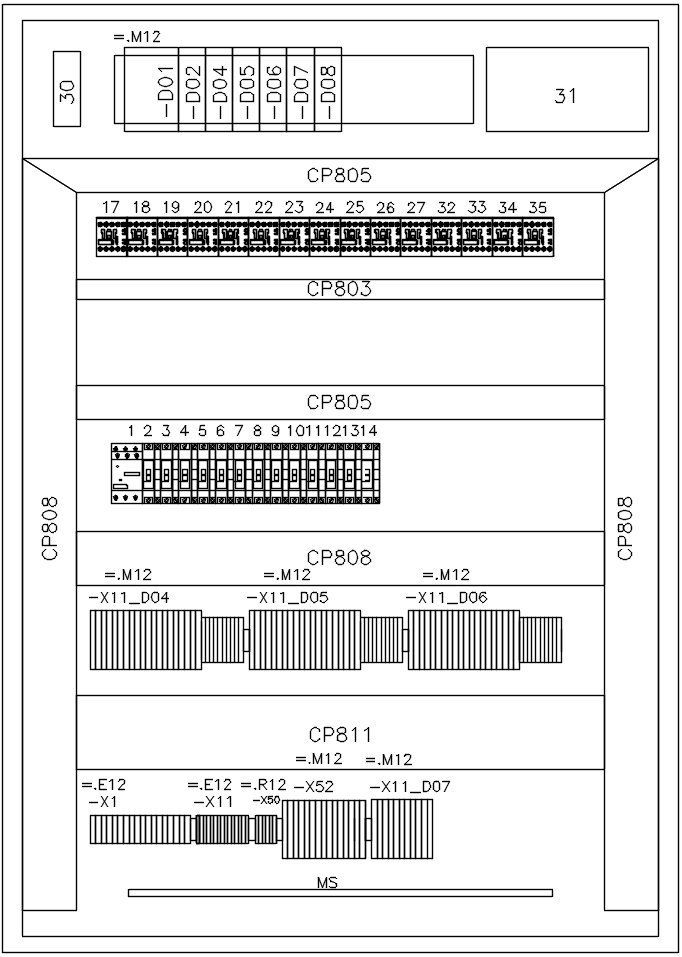 =.M12
30
-D01 -D02 -D04 -D05 -D06 -D07 -D08
31
CP805
17 18 19 20 21 22 23 24 25 26 27 32 33 34 35
CP803
CP805
1 2 3 4 5 6 7 8 9 10 11 12 13 14
CP808
CP808
CP808
=.M12 =.M12 =.M12
-X11_D04 -X11_D05 -X11_D06
CP811
=.M12 =.M12
=.E12 =.E12 =.R12
-X1 -X11 -X50 -X52 -X11_D07
MS